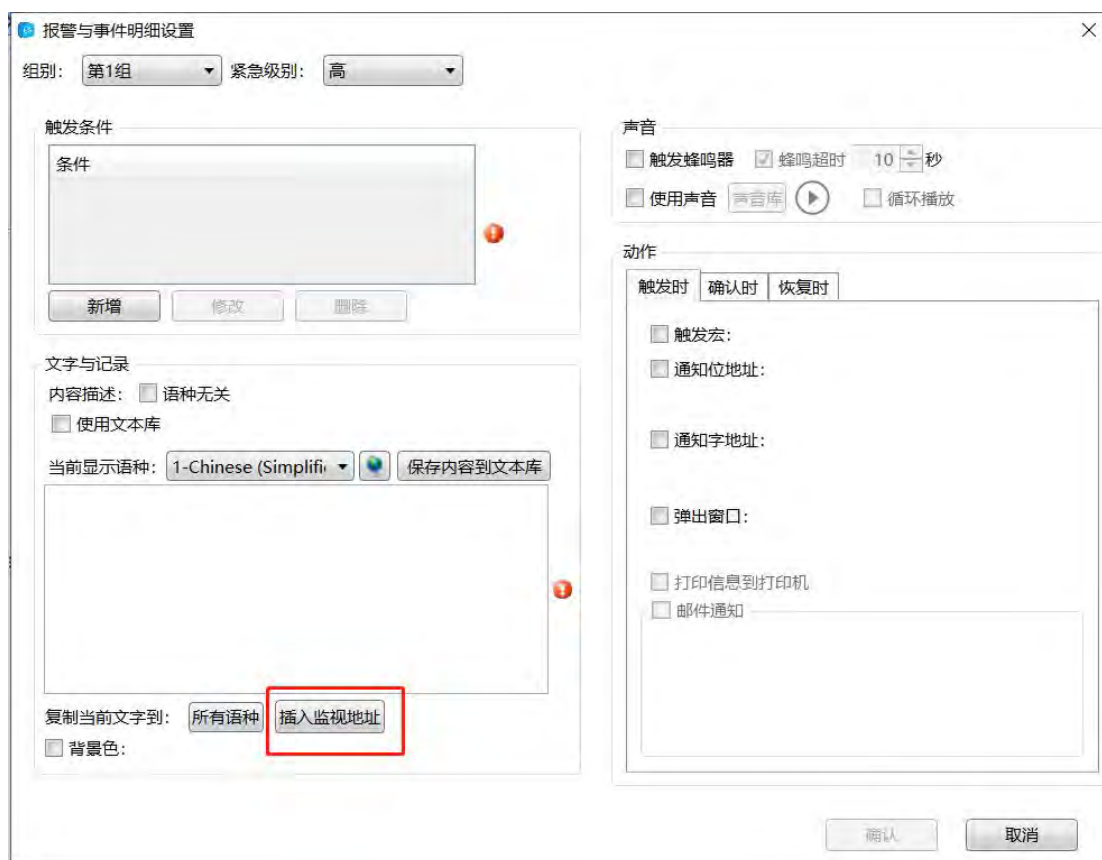 报警与事件明细设置
组别： 第1组 紧急级别： 高
触发条件
条件
新增 修改 删除
文字与记录
内容描述： 语种无关
使用文本库
当前显示语种： 1-Chinese (Simplifi 保存内容到文本库
复制当前文字到： 所有语种 插入监视地址
背景色：
声音
触发蜂鸣器 蜂鸣超时 10 秒
使用声音 声音库 循环播放
动作
触发时 确认时 恢复时
触发宏：
通知位地址：
通知字地址：
弹出窗口：
打印信息到打印机
邮件通知
确认 取消